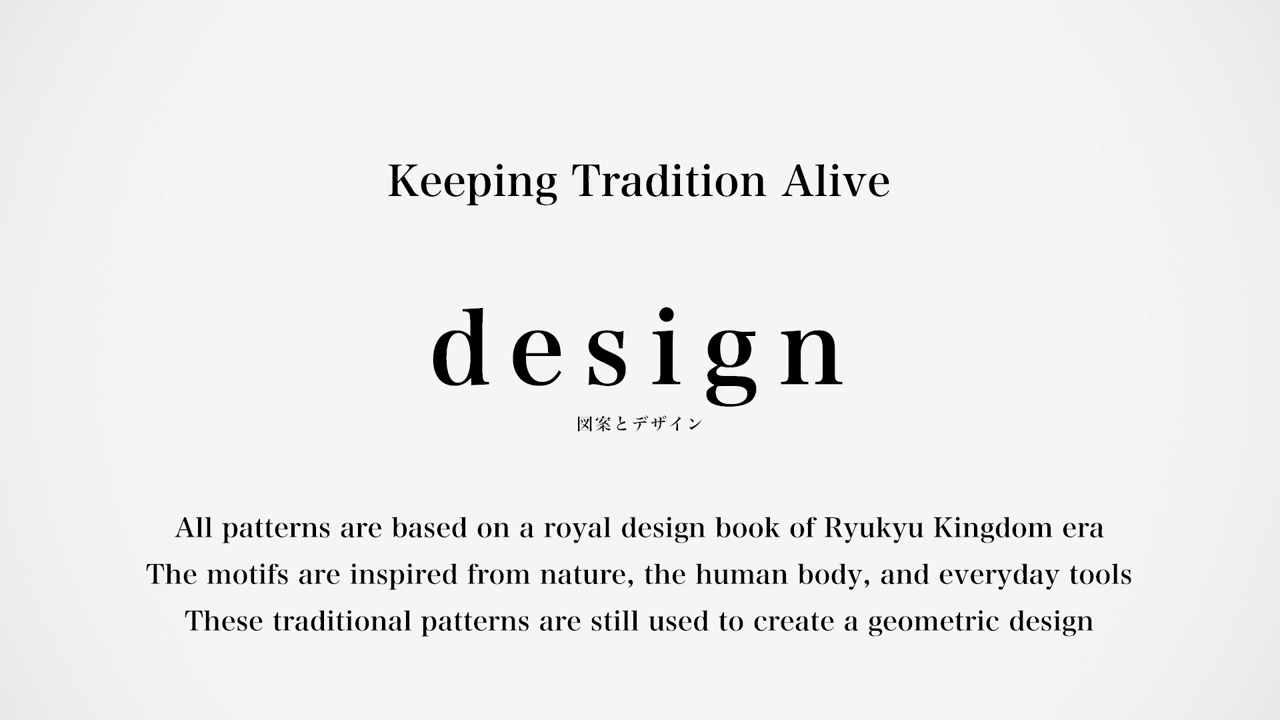 Keeping Tradition Alive
design
図案とデザイン
All patterns are based on a royal design book of Ryukyu Kingdom era
The motifs are inspired from nature, the human body, and everyday tools
These traditional patterns are still used to create a geometric design